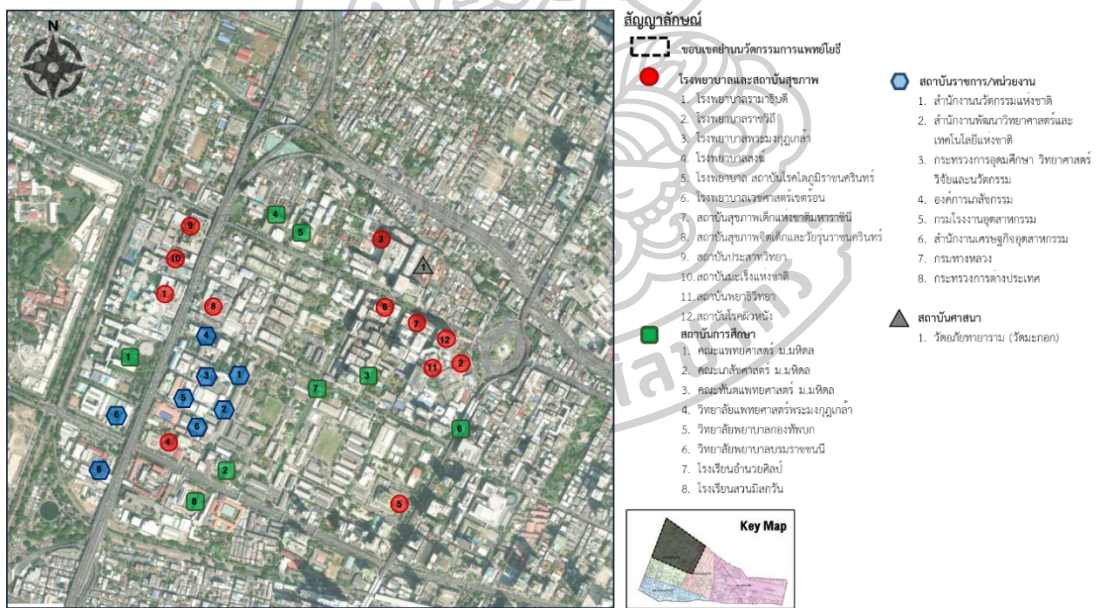 N
สัญญาลักษณ์
ขอบเขตย่านนวัตกรรมการแพทย์โยธี
โรงพยาบาลและสถาบันสุขภาพ
1. โรงพยาบาลรามาธิบดี
2. โรงพยาบาลราชวิถี
3. โรงพยาบาลพระมงกุฎเกล้า
4. โรงพยาบาลสงฆ์
5. โรงพยาบาล สถาบันโรคไตภูมิราชนครินทร์
6. โรงพยาบาลเวชศาสตร์เขตร้อน
7. สถาบันสุขภาพเด็กแห่งชาติมหาราชินี
8. สถาบันสุขภาพจิตเด็กและวัยรุนราชนครินทร์
9. สถาบันประสาทวิทยา
10. สถาบันมะเร็งแห่งชาติ
11. สถาบันพยาธิวิทยา
12. สถาบันโรคผิวหนัง
สถาบันการศึกษา
1. คณะแพทยศาสตร์ ม.มหิดล
2. คณะเภสัชศาสตร์ ม.มหิดล
3. คณะทันตแพทยศาสตร์ ม.มหิดล
4. วิทยาลัยแพทยศาสตร์พระมงกุฎเกล้า
5. วิทยาลัยพยาบาลกองทัพบก
6. วิทยาลัยพยาบาลบรมราชชนนี
7. โรงเรียนอำนวยศิลป์
8. โรงเรียนสวนมิสกวัน
สถาบันราชการ/หน่วยงาน
1. สำนักงานนวัตกรรมแห่งชาติ
2. สำนักงานพัฒนาวิทยาศาสตร์และ
เทคโนโลยีแห่งชาติ
3. กระทรวงการอุดมศึกษา วิทยาศาสตร์
วิจัยและนวัตกรรม
4. องค์การเภสัชกรรม
5. กรมโรงงานอุตสาหกรรม
6. สำนักงานเศรษฐกิจอุตสาหกรรม
7. กรมทางหลวง
8. กระทรวงการต่างประเทศ
สถาบันศาสนา
1. วัดอภัยทายาราม (วัดมะกอก)
Key Map
9
10
1
8
4
5
3
1
6
7
12
11
2
4
1
3
1
5
2
6
6
7
3
6
4
2
8
8
5